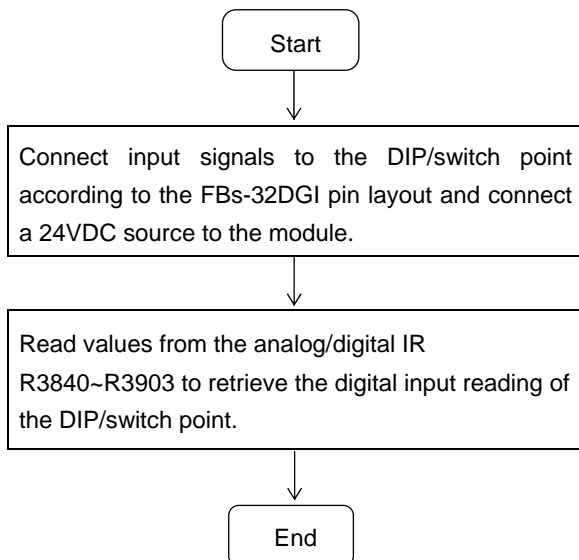 Start
Connect input signals to the DIP/switch point
according to the FBs-32DGI pin layout and connect
a 24VDC source to the module.
Read values from the analog/digital IR
R3840~R3903 to retrieve the digital input reading of
the DIP/switch point.
End